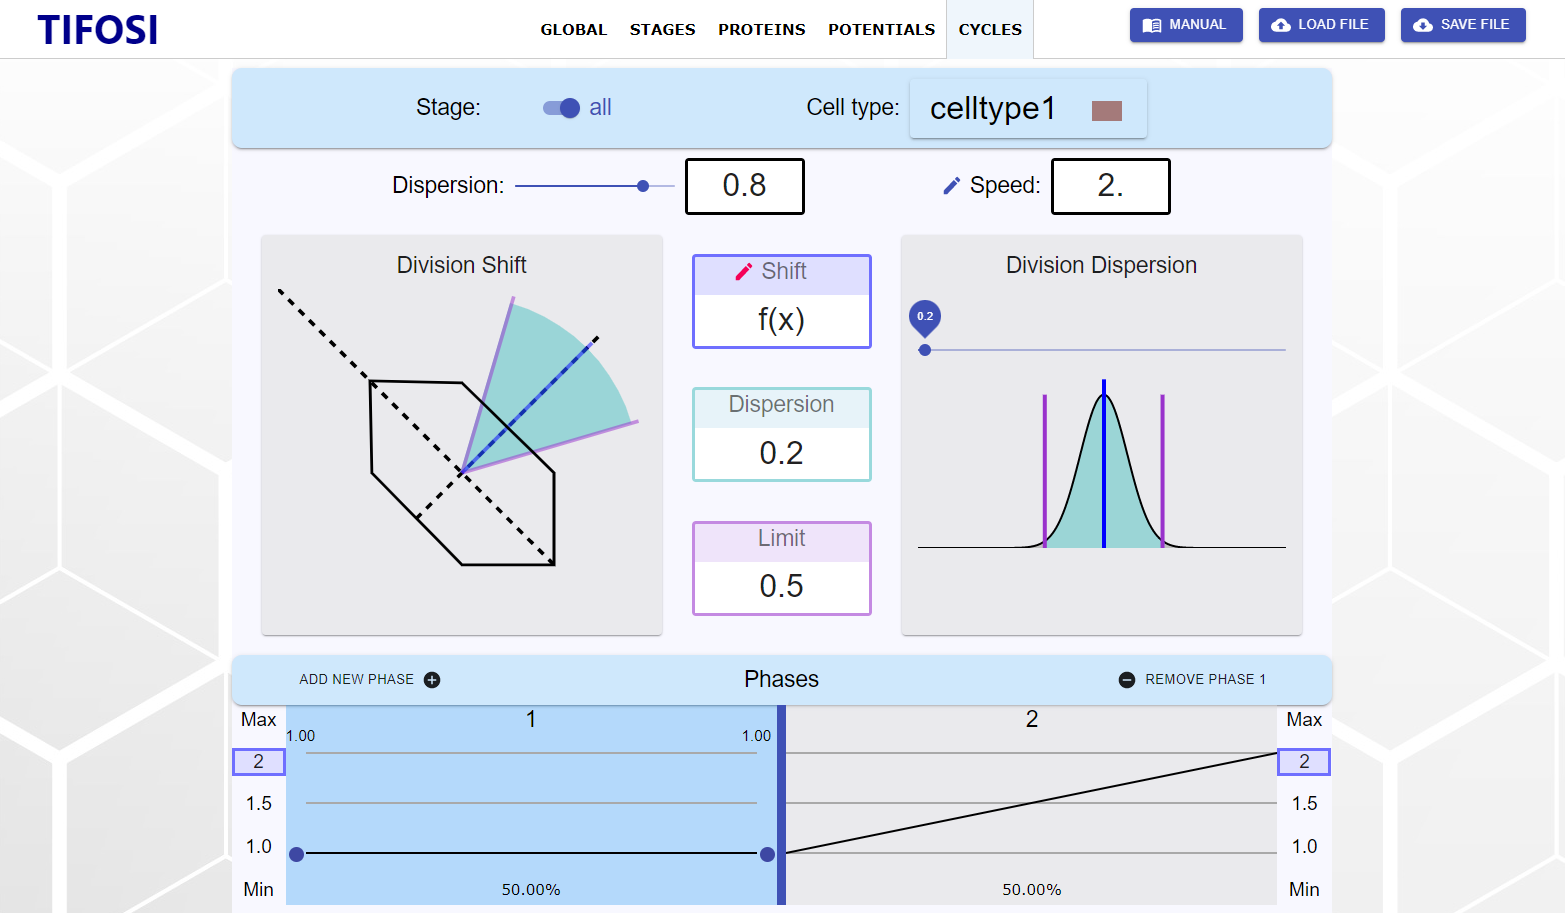 TIFOSI
GLOBAL STAGES PROTEINS POTENTIALS CYCLES
MANUAL LOAD FILE SAVE FILE
Stage: all Cell type: celltype1
Dispersion: 0.8 Speed: 2.
Division Shift
Shift
f(x)
Dispersion
0.2
Limit
0.5
Division Dispersion
0.2
ADD NEW PHASE Phases REMOVE PHASE 1
Max 1 2 Max
1.00 1.00
2 2
1.5 1.5
1.0 1.0
Min 50.00% 50.00% Min